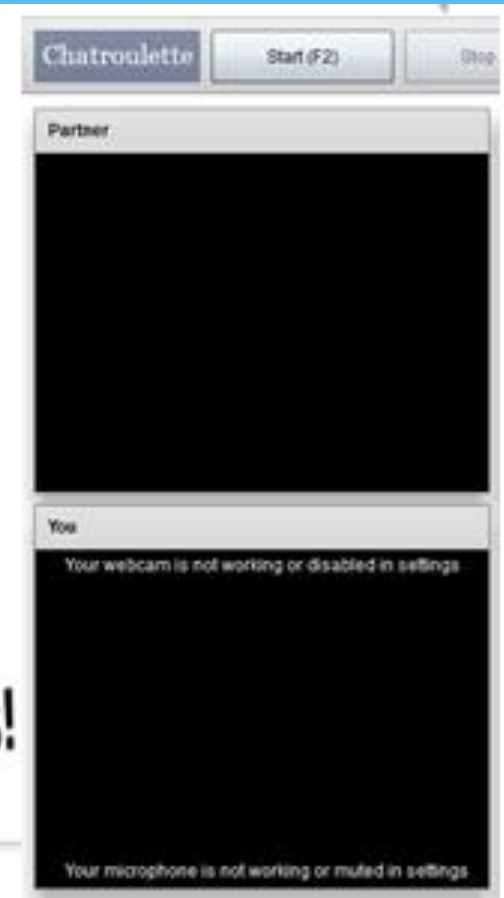 Chatroulette
Start (F2)
Stop
Partner
You
Your webcam is not working or disabled in settings
!
Your microphone is not working or muted in settings